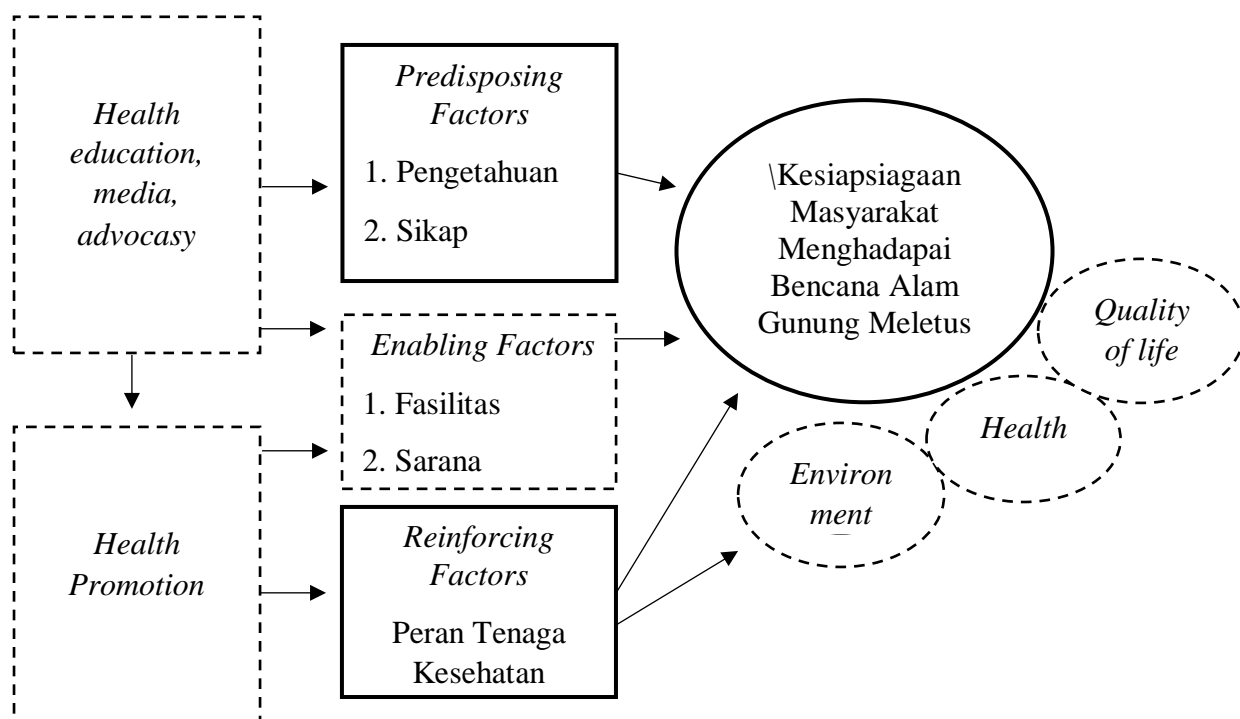 Health
education,
media,
advocasy
Predisposing
Factors
1. Pengetahuan
2. Sikap
\Kesiapsiagaan
Masyarakat
Menghadapai
Bencana Alam
Gunung Meletus
Quality
of life
Enabling Factors
1. Fasilitas
2. Sarana
Health
Environ
ment
Health
Promotion
Reinforcing
Factors
Peran Tenaga
Kesehatan